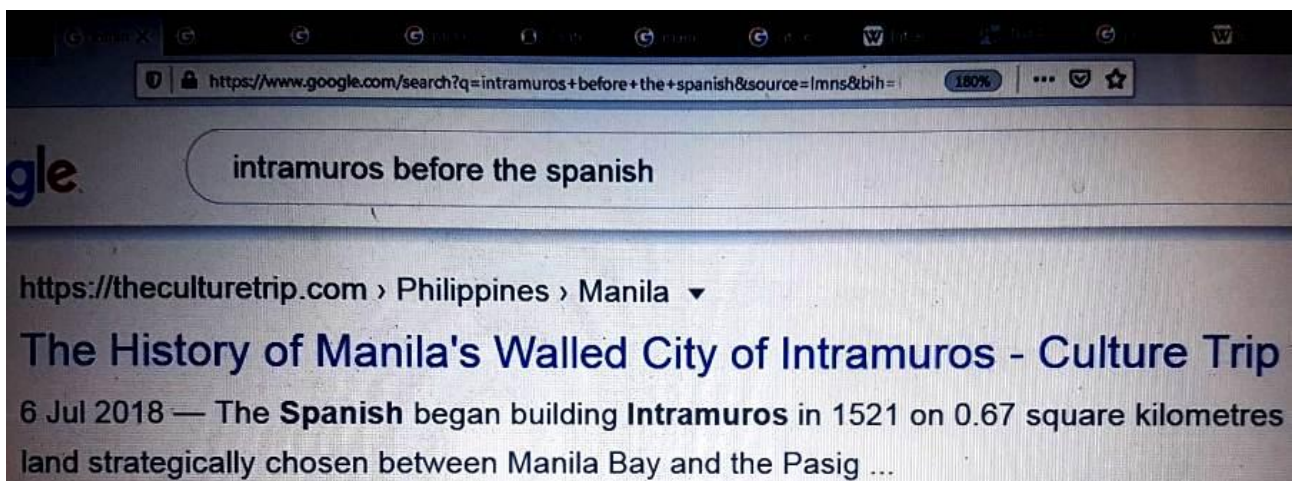 https://www.google.com/search?q=intramuros+before+the+spanish&source=lmns&bih= 180%
gle
intramuros before the spanish
https://theculturetrip.com › Philippines › Manila
The History of Manila's Walled City of Intramuros - Culture Trip
6 Jul 2018 — The Spanish began building Intramuros in 1521 on 0.67 square kilometres
land strategically chosen between Manila Bay and the Pasig ...